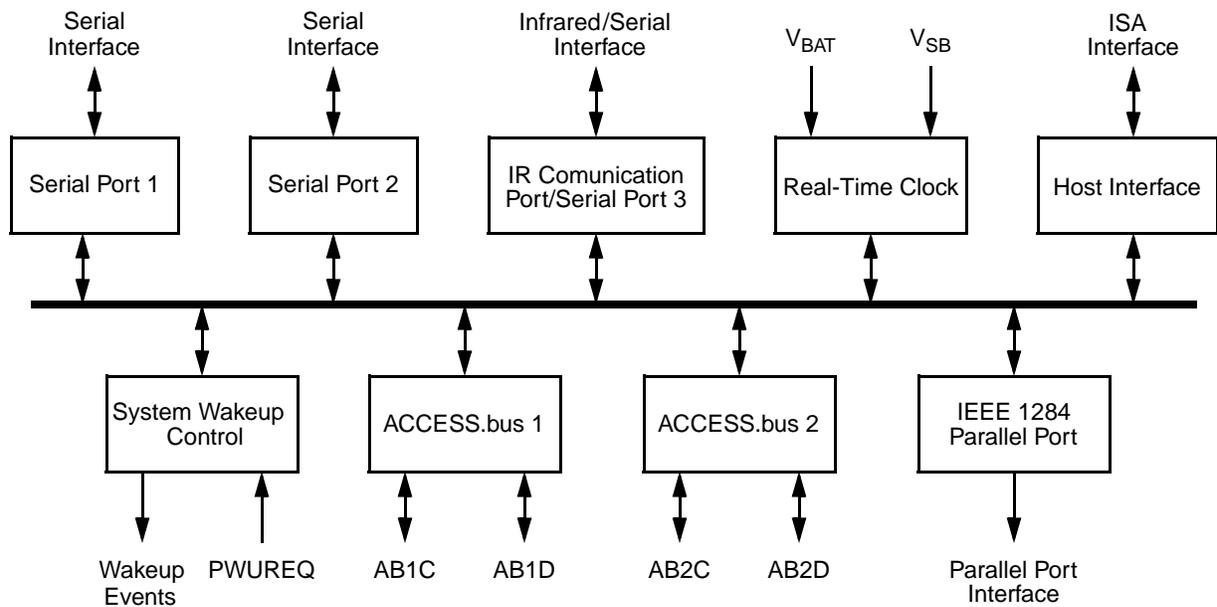 Serial
Interface
Serial
Interface
Infrared/Serial
Interface
VBAT
VSB
ISA
Interface
Serial Port 1
Serial Port 2
IR Comunication
Port/Serial Port 3
Real-Time Clock
Host Interface
System Wakeup
Control
ACCESS.bus 1
ACCESS.bus 2
IEEE 1284
Parallel Port
Wakeup
Events
PWUREQ
AB1C
AB1D
AB2C
AB2D
Parallel Port
Interface